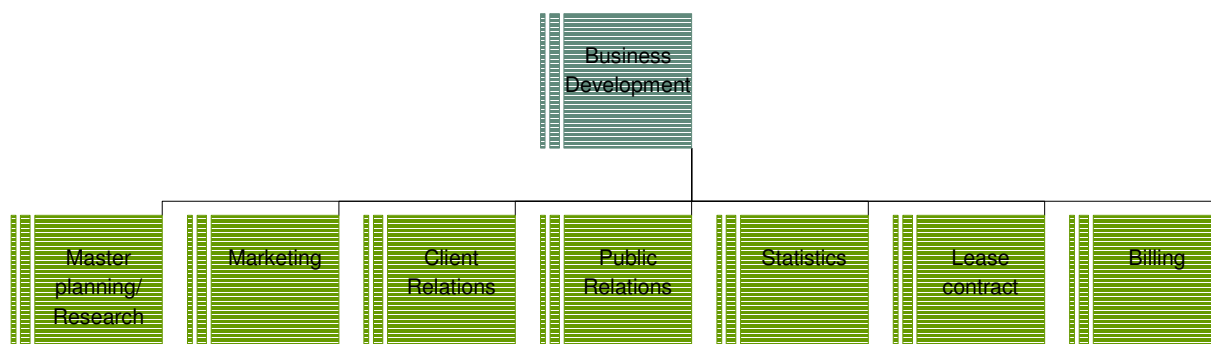 Business
Development
Master
planning/
Research
Marketing
Client
Relations
Public
Relations
Statistics
Lease
contract
Billing